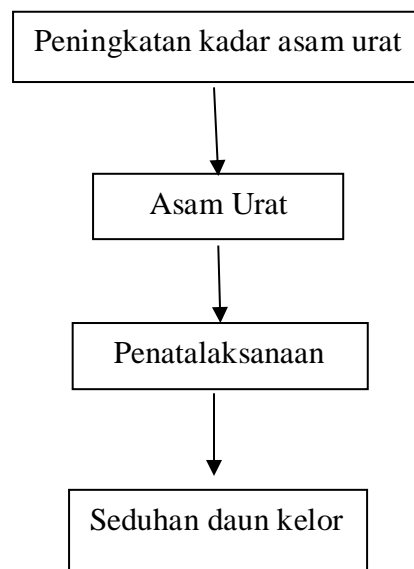 Peningkatan kadar asam urat
Asam Urat
Penatalaksanaan
Seduhan daun kelor